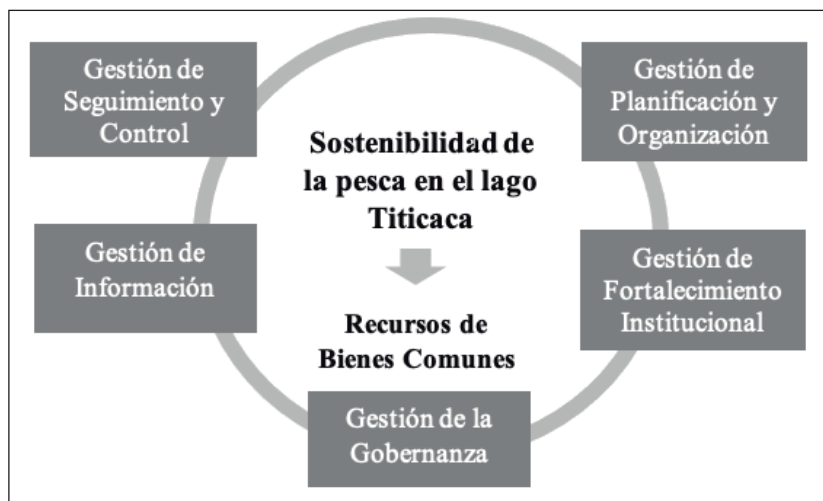 Gestión de
Seguimiento y
Control
Gestión de
Planificación y
Organización
Sostenibilidad de
la pesca en el lago
Titicaca
Gestión de
Información
Gestión de
Fortalecimiento
Institucional
Recursos de
Bienes Comunes
Gestión de la
Gobernanza